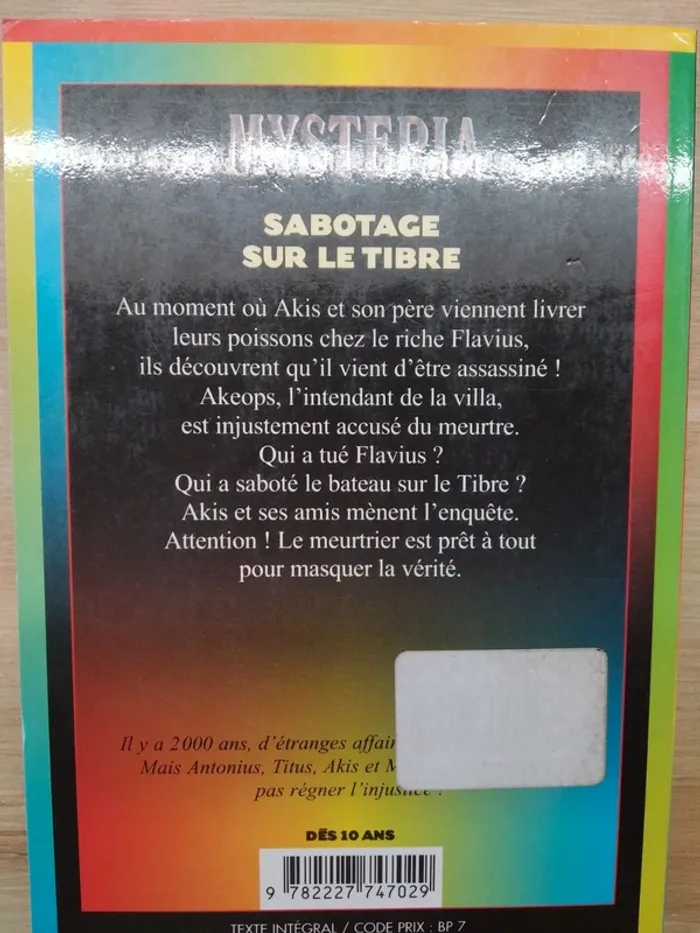 MYSTERIA
SABOTAGE
SUR LE TIBRE
Au moment où Akis et son père viennent livrer
leurs poissons chez le riche Flavius,
ils découvrent qu'il vient d'être assassiné !
Akeops, l'intendant de la villa,
est injustement accusé du meurtre.
Qui a tué Flavius ?
Qui a saboté le bateau sur le Tibre ?
Akis et ses amis mènent l'enquête.
Attention ! Le meurtrier est prêt à tout
pour masquer la vérité.
Il y a 2000 ans, d'étranges
Mais Antonius, Titus, Akis et
pas régner l'injustice !
DÈS 10 ANS
9 782227 747029
TEXTE INTÉGRAL / CODE PRIX : BP 7